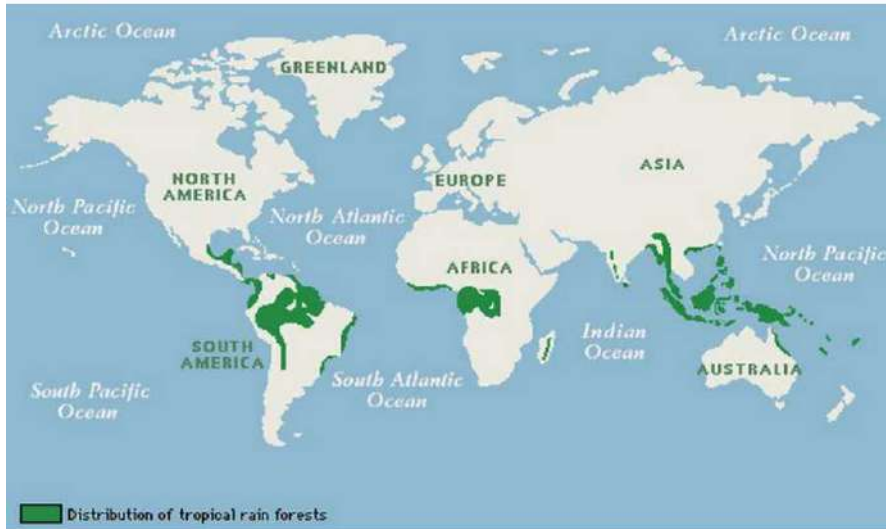 Arctic Ocean
Arctic Ocean
GREENLAND
ASIA
NORTH
AMERICA
EUROPE
North Pacific
Ocean
North Atlantic
Ocean
North Pacific
Ocean
AFRICA
Indian
Ocean
SOUTH
AMERICA
AUSTRALIA
South Pacific
Ocean
South Atlantic
Ocean
Distribution of tropical rain forests